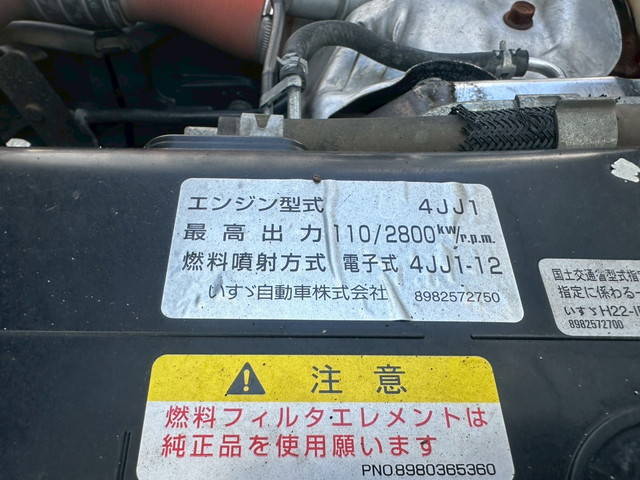 エンジン型式 4JJ1
最高出力 110/2800kW/r.p.m.
燃料噴射方式 電子式 4JJ1-12
いすゞ自動車株式会社 8982572750
国土交通省型式指
指定に係わる
いすゞH22-I
8982572700
注意
燃料フィルタエレメントは
純正品を使用願います
PNO.8980365360